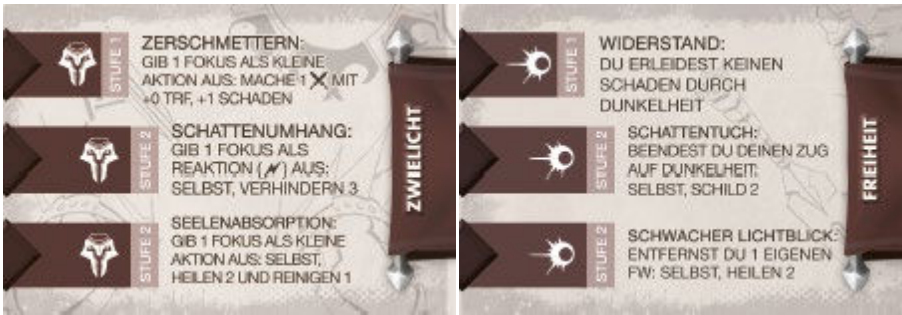 STUFE 1
ZERSCHMETTERN:
GIB 1 FOKUS ALS KLEINE
AKTION AUS: MACHE 1 MIT
+0 TRF, +1 SCHADEN
STUFE 2
SCHATTENUMHANG:
GIB 1 FOKUS ALS
REAKTION ( ) AUS:
SELBST, VERHINDERN 3
STUFE 2
SEELENABSORPTION:
GIB 1 FOKUS ALS KLEINE
AKTION AUS: SELBST,
HEILEN 2 UND REINIGEN 1
ZWIELICHT
STUFE 1
WIDERSTAND:
DU ERLEIDEST KEINEN
SCHADEN DURCH
DUNKELHEIT
STUFE 2
SCHATTENTUCH:
BEENDEST DU DEINEN ZUG
AUF DUNKELHEIT:
SELBST, SCHILD 2
STUFE 2
SCHWACHER LICHTBLICK:
ENTFERNST DU 1 EIGENEN
FW: SELBST, HEILEN 2
FREIHEIT